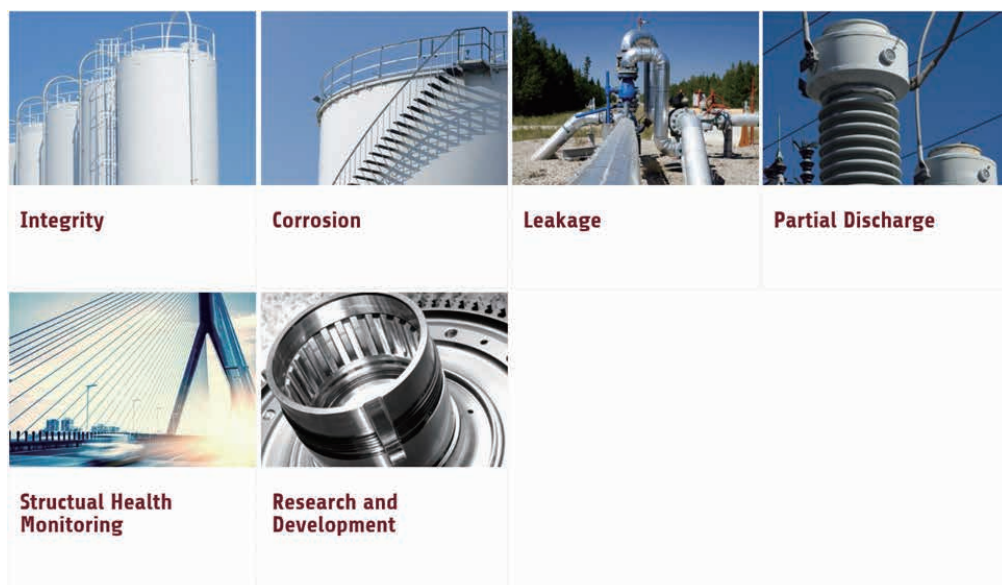 Integrity
Corrosion
Leakage
Partial Discharge
Structual Health
Monitoring
Research and
Development